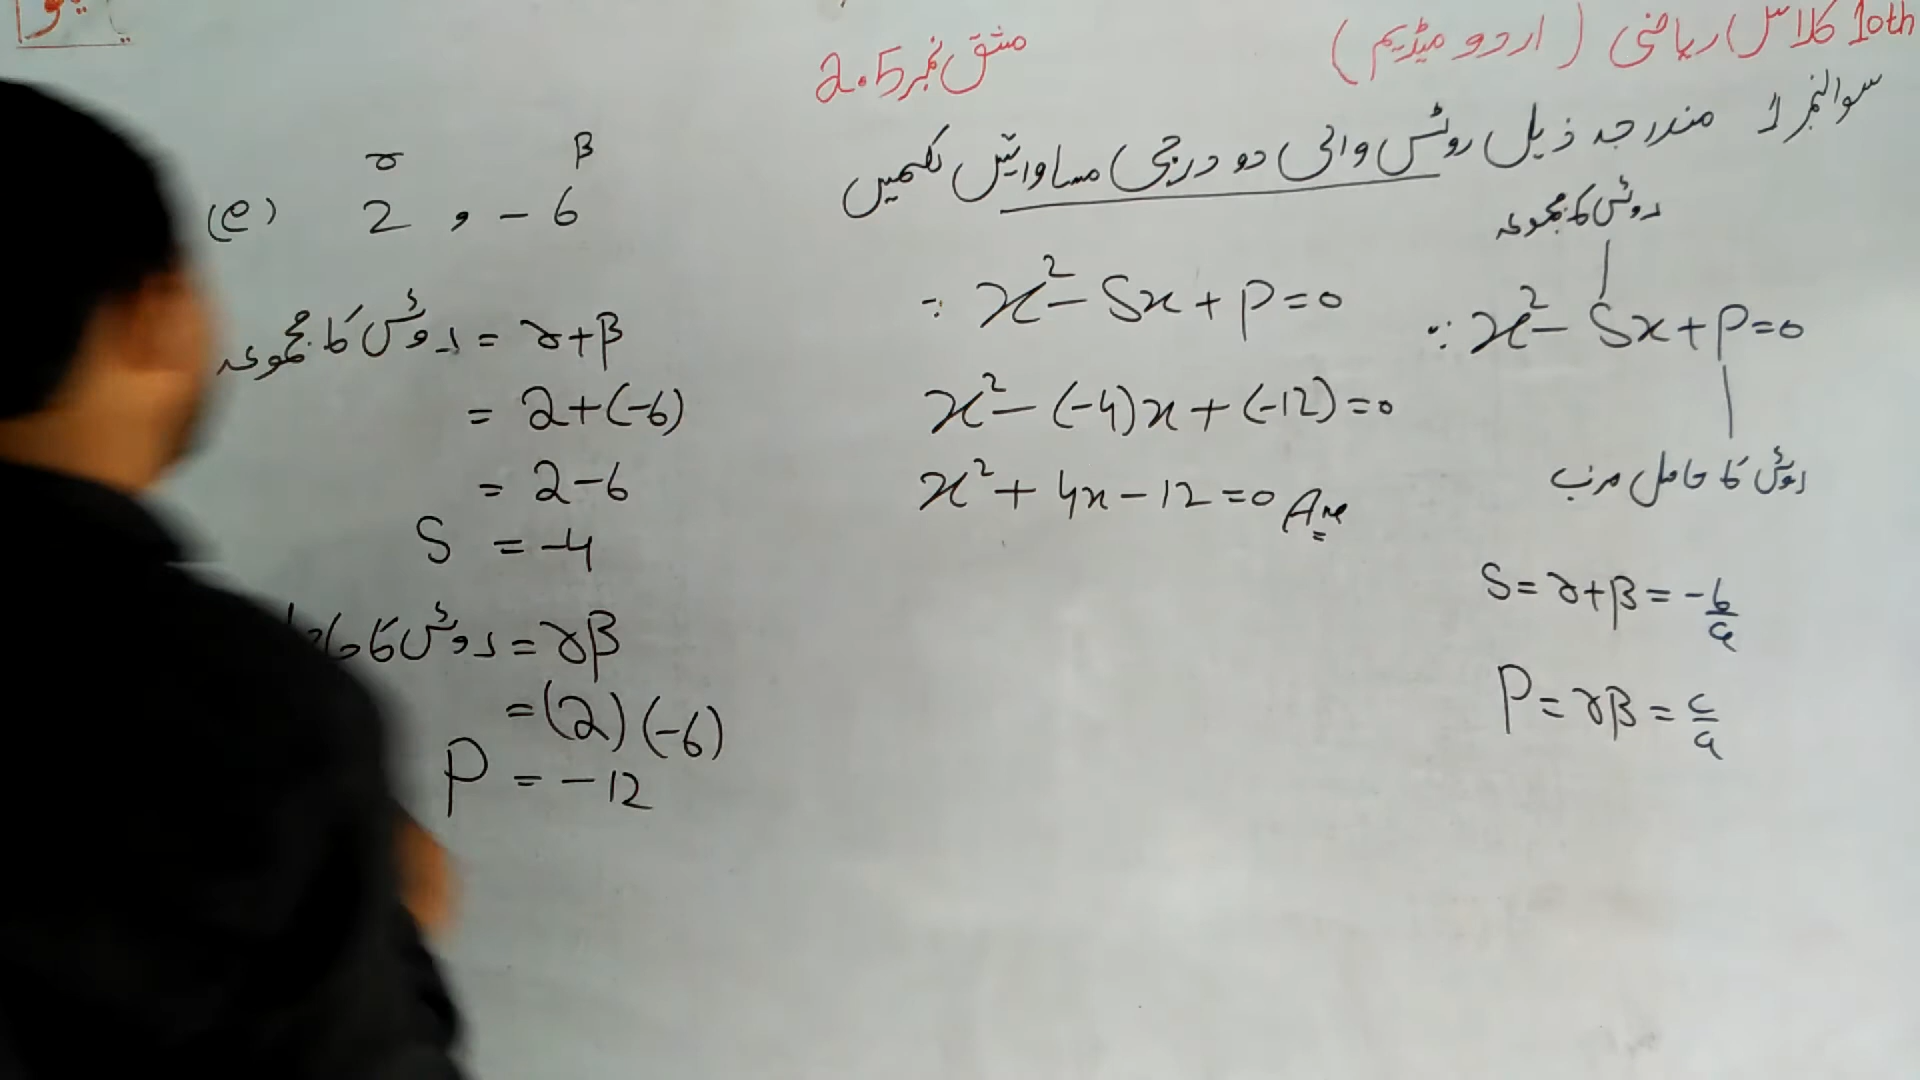 10th کلاس ریاضی (اردو میڈیم)
مشق نمبر 2.5
سوال نمبر 1 مندرجہ ذیل روٹس والی دو درجی مساواتیں لکھیں
روٹس کا مجموعہ
∵ x² - Sx + P = 0
روٹس کا حاصل ضرب
S = α + β = -b/a
P = αβ = c/a
∵ x² - Sx + P = 0
x² - (-4)x + (-12) = 0
x² + 4x - 12 = 0 Ans
α β
(e) 2 , - 6
روٹس کا مجموعہ = α + β
= 2 + (-6)
= 2 - 6
S = -4
روٹس کا = αβ
= (2) (-6)
P = -12